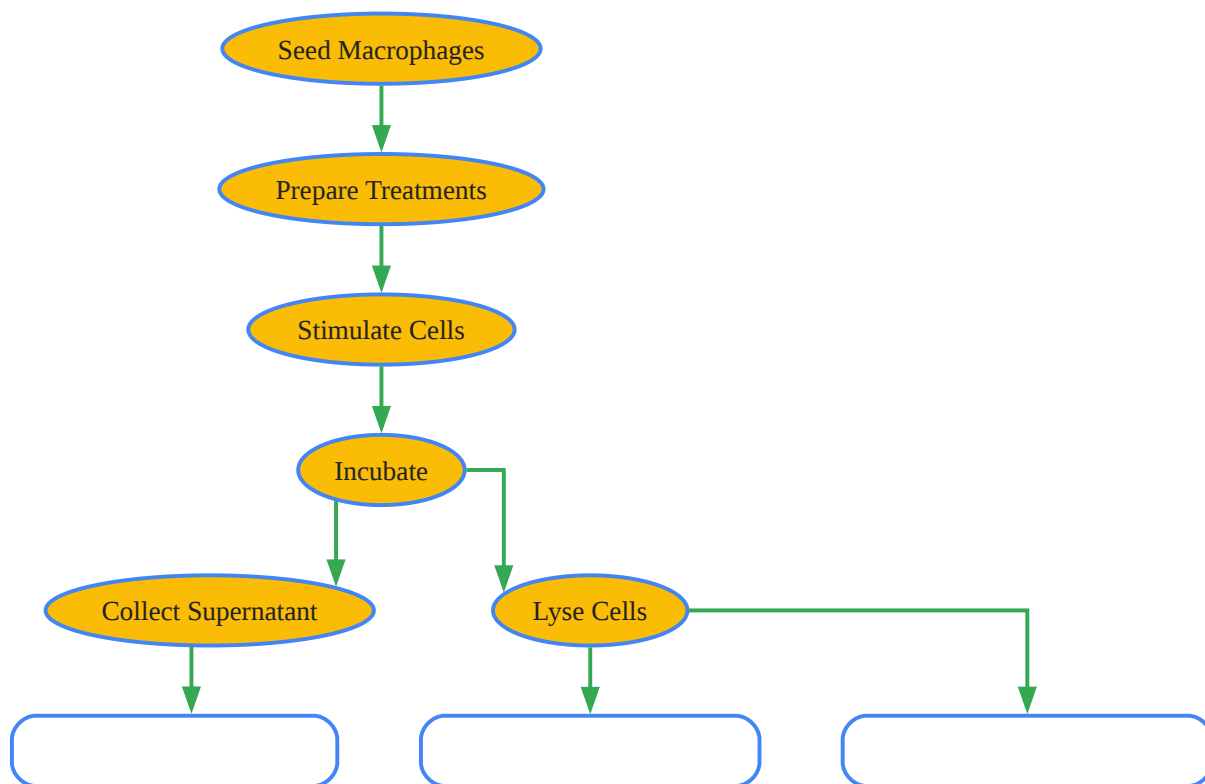 Seed Macrophages
Prepare Treatments
Stimulate Cells
Incubate
Collect Supernatant
Lyse Cells